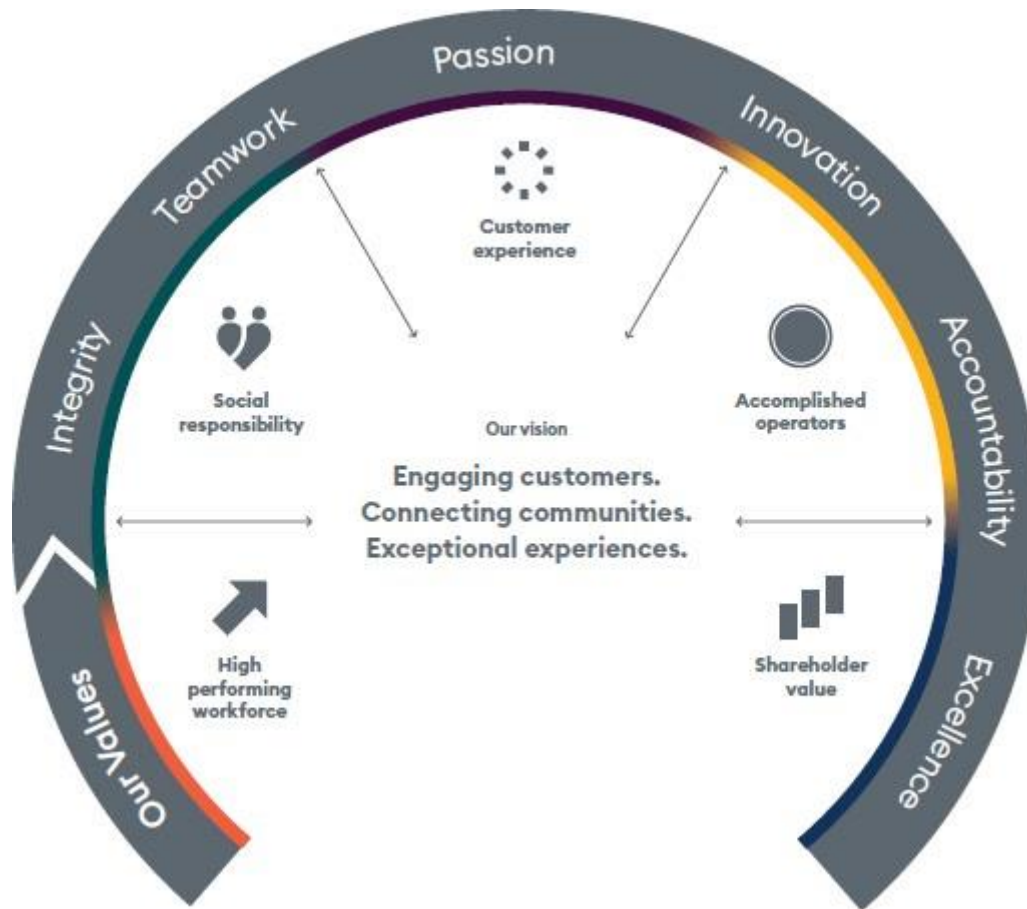 Our Values
Integrity
Teamwork
Passion
Innovation
Accountability
Excellence
Customer
experience
Social
responsibility
Accomplished
operators
Our vision
Engaging customers.
Connecting communities.
Exceptional experiences.
High
performing
workforce
Shareholder
value